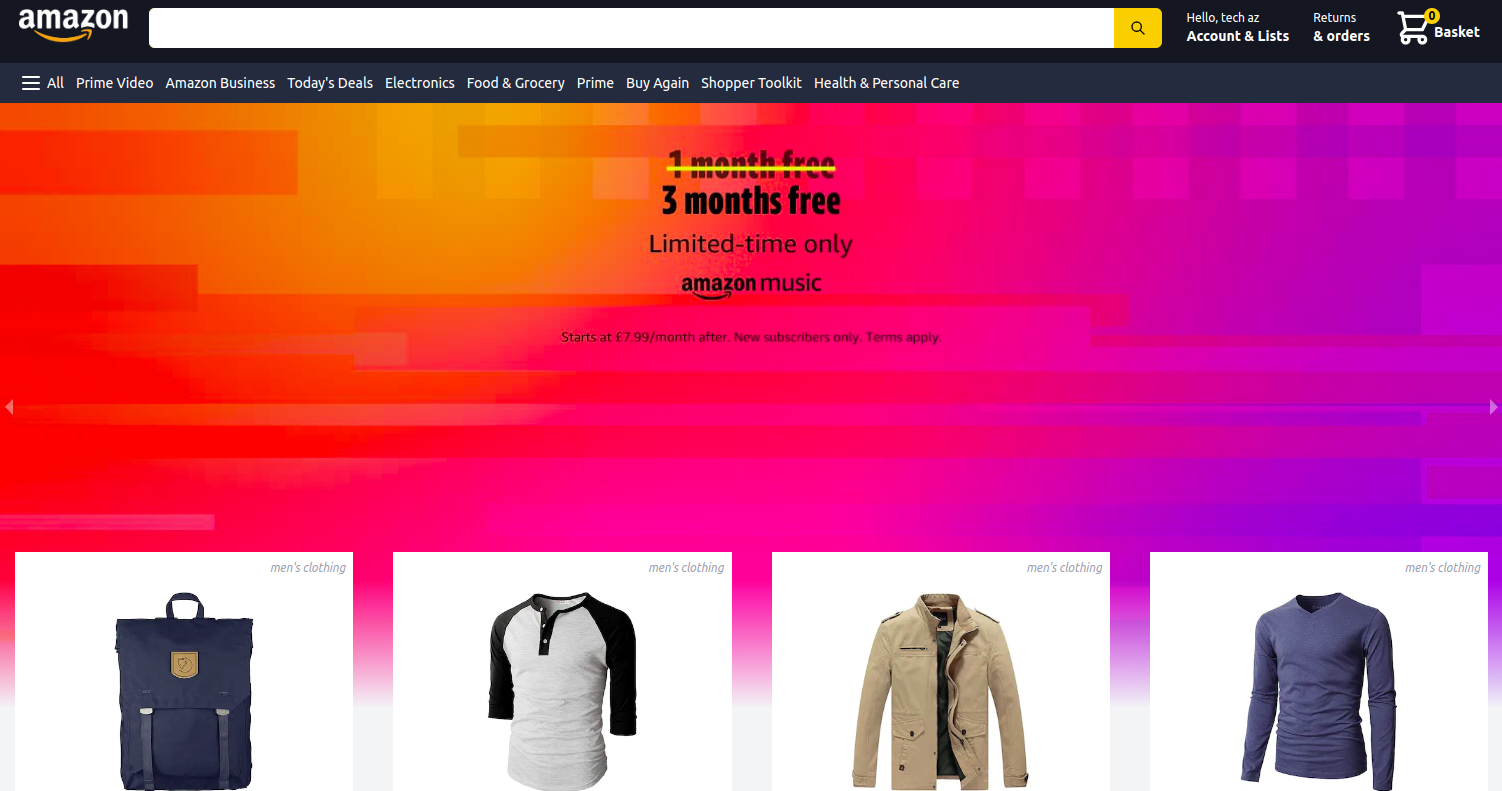 amazon
Hello, tech az
Account & Lists
Returns
& orders
0
Basket
All Prime Video Amazon Business Today's Deals Electronics Food & Grocery Prime Buy Again Shopper Toolkit Health & Personal Care
1 month free
3 months free
Limited-time only
amazon music
Starts at £7.99/month after. New subscribers only. Terms apply.
men's clothing
men's clothing
men's clothing
men's clothing